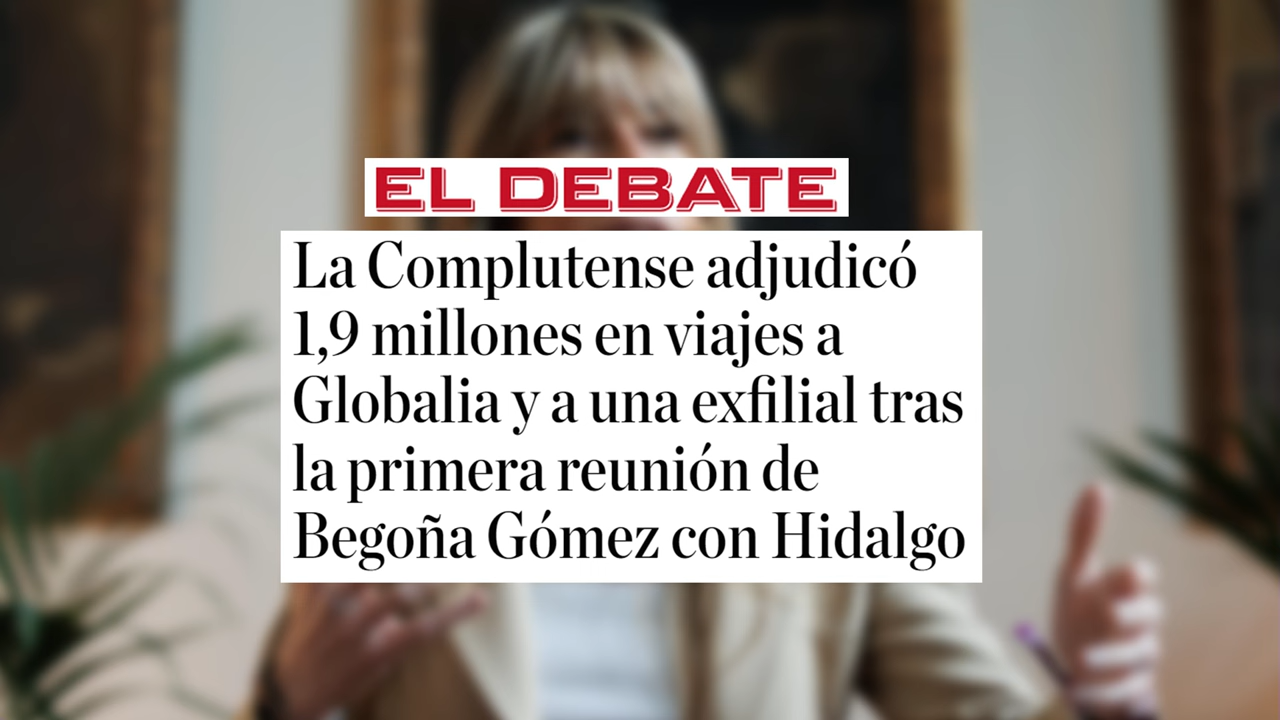 EL DEBATE
La Complutense adjudicó
1,9 millones en viajes a
Globalia y a una exfilial tras
la primera reunión de
Begoña Gómez con Hidalgo